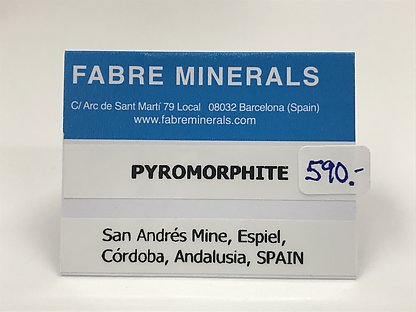 FABRE MINERALS
C/ Arc de Sant Martí 79 Local 08032 Barcelona (Spain)
www.fabreminerals.com
PYROMORPHITE 590.-
San Andrés Mine, Espiel,
Córdoba, Andalusia, SPAIN